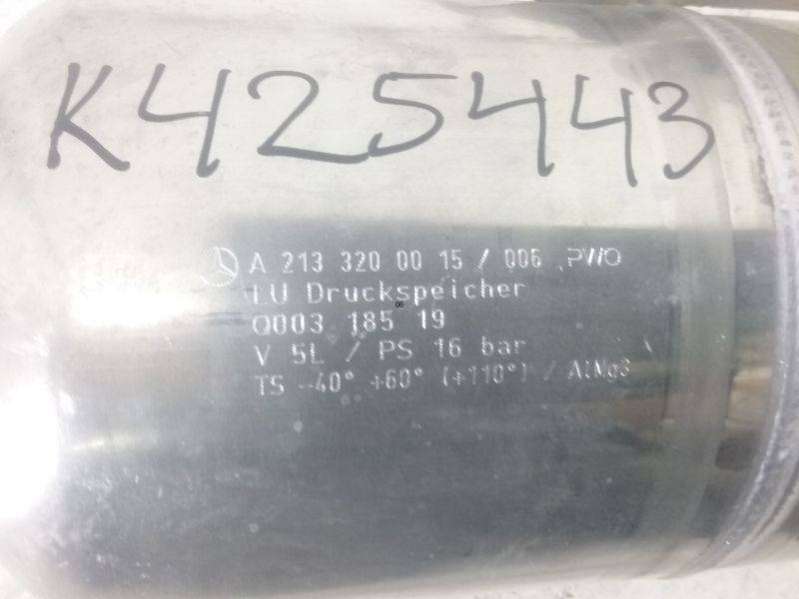 K425443
A 213 320 00 15 / 006 PWO
LU Druckspeicher
0003 185 19
V 5L / PS 16 bar
TS -40° +60° (+110°) / AlMg3